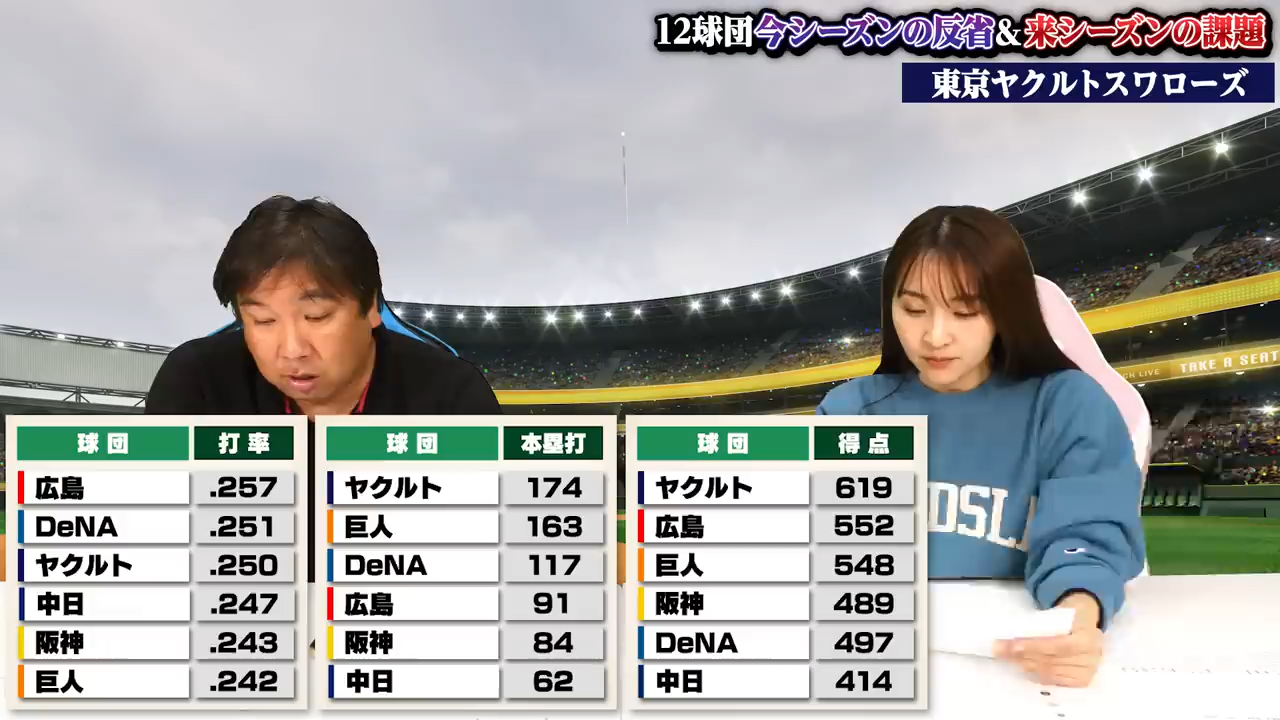 12球団今シーズンの反省&来シーズンの課題
東京ヤクルトスワローズ
TAKE A SEAT
球団 打率
広島 .257
DeNA .251
ヤクルト .250
中日 .247
阪神 .243
巨人 .242
球団 本塁打
ヤクルト 174
巨人 163
DeNA 117
広島 91
阪神 84
中日 62
球団 得点
ヤクルト 619
広島 552
巨人 548
阪神 489
DeNA 497
中日 414